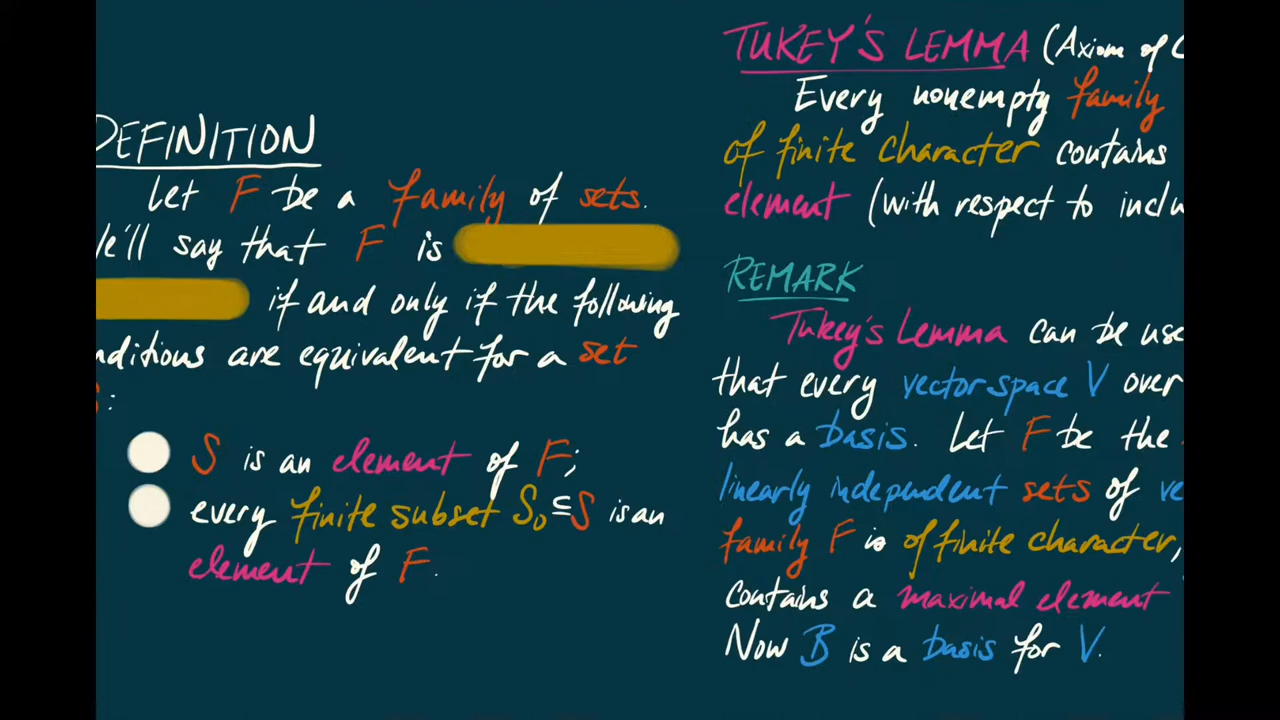 DEFINITION
Let F be a family of sets.
We'll say that F is
if and only if the following
nditions are equivalent for a set
S:
S is an element of F;
every finite subset S₀ ⊆ S is an
element of F.
TUKEY'S LEMMA (Axiom of C
Every nonempty family
of finite character contains
element (with respect to inclu
REMARK
Tukey's Lemma can be use
that every vector space V over
has a basis. Let F be the
linearly independent sets of ve
family F is of finite character,
contains a maximal element
Now B is a basis for V.